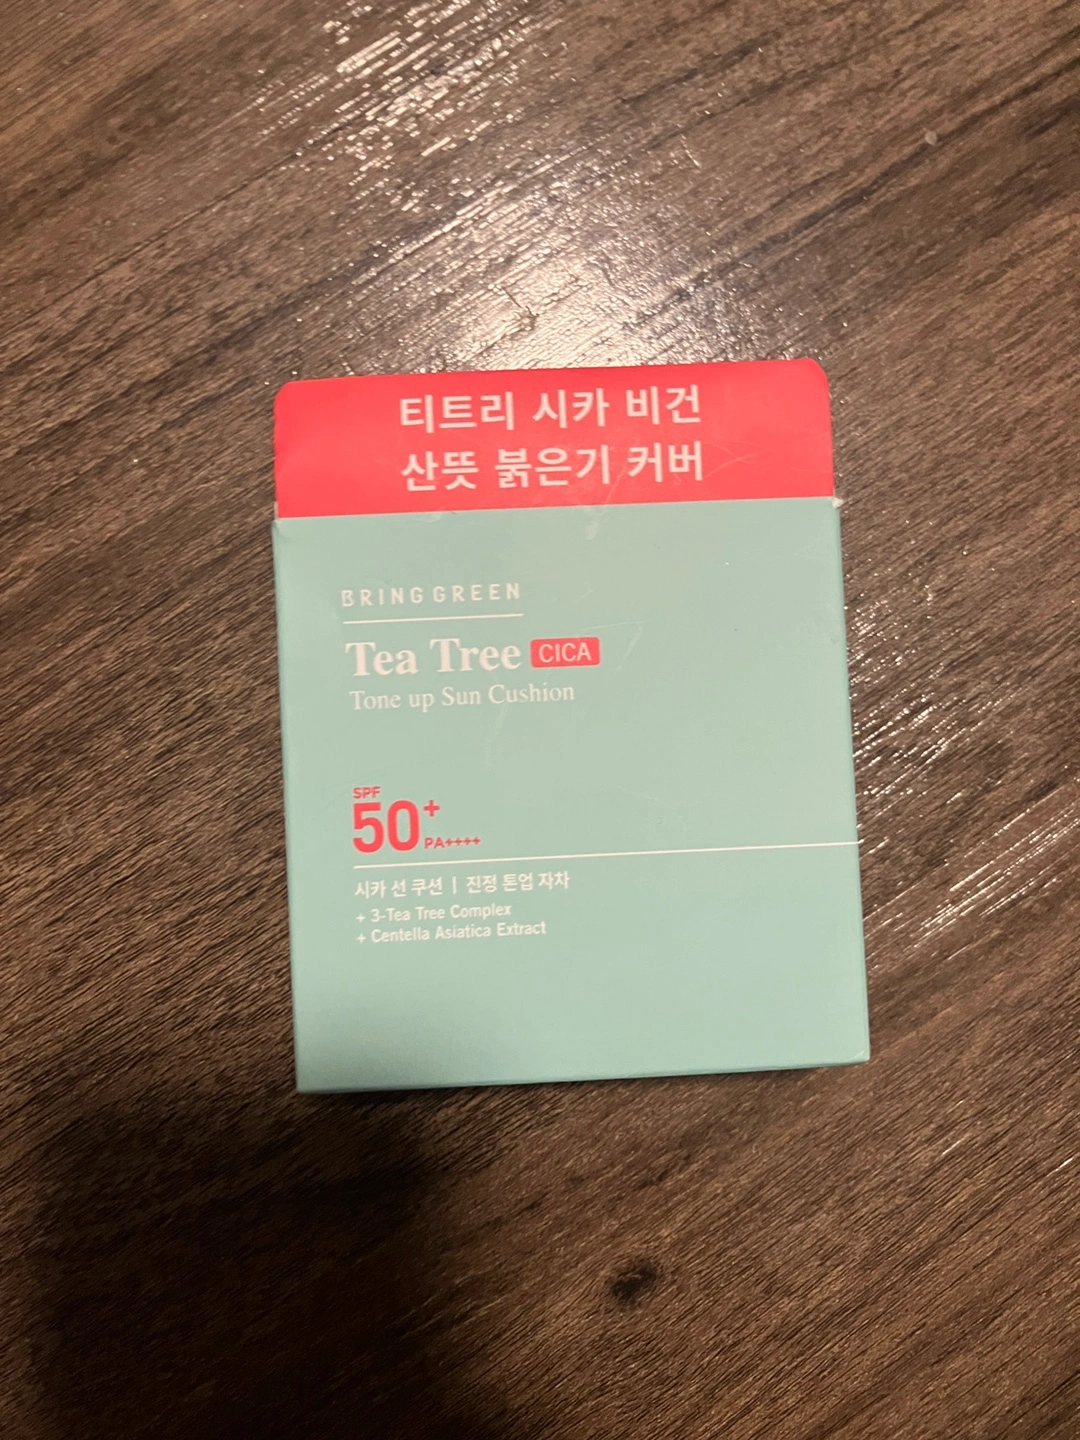 티트리 시카 비건
산뜻 붉은기 커버
BRING GREEN
Tea Tree CICA
Tone up Sun Cushion
SPF
50+
PA++++
시카 선 쿠션 | 진정 톤업 자차
+ 3-Tea Tree Complex
+ Centella Asiatica Extract